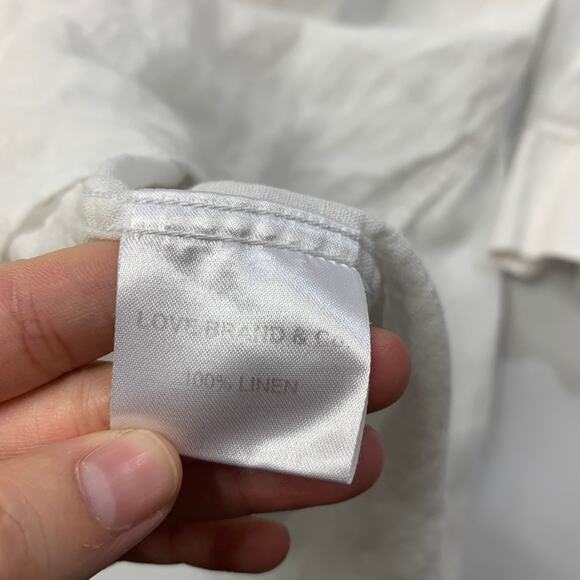 LOVE BRAND & Co.
100% LINEN